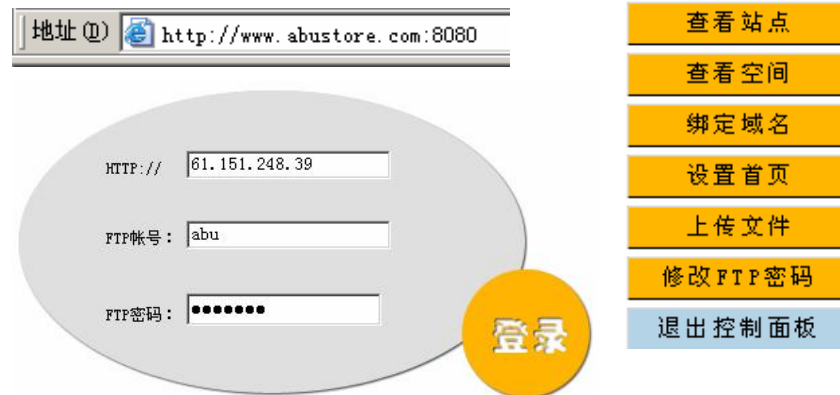 地址(D) http://www.abustore.com:8080
HTTP:// 61.151.248.39
FTP帐号: abu
FTP密码: ●●●●●●●
登录
查看站点
查看空间
绑定域名
设置首页
上传文件
修改FTP密码
退出控制面板